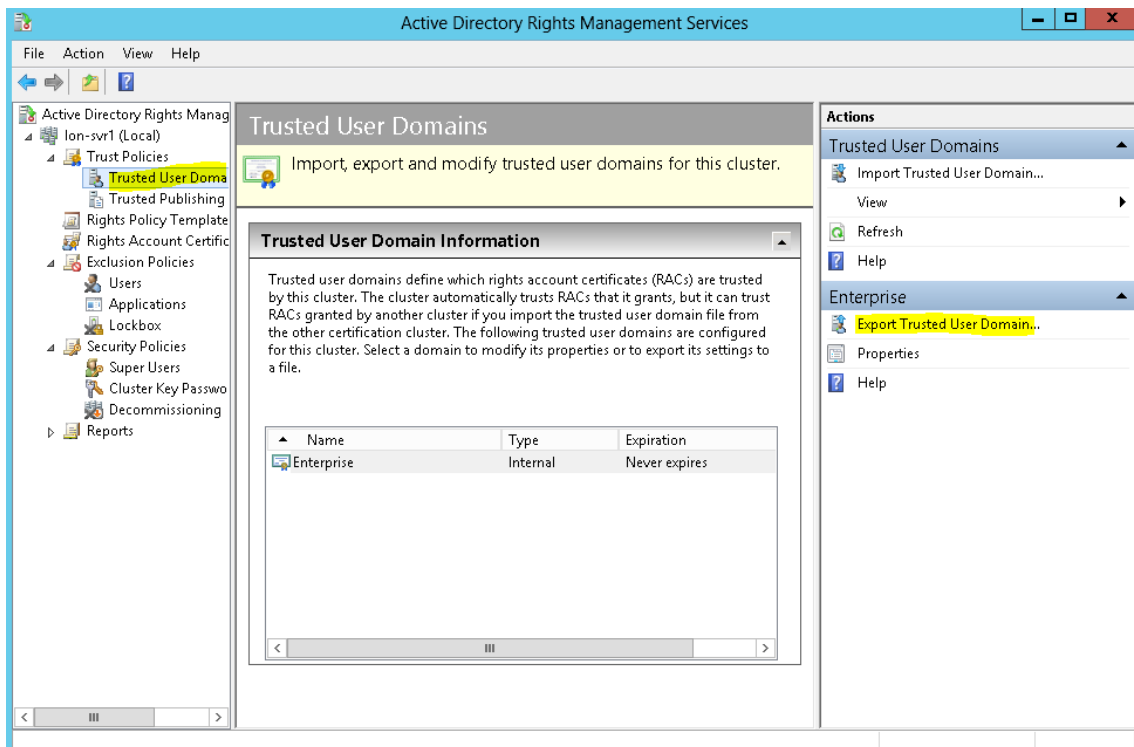 Active Directory Rights Management Services
File Action View Help
Active Directory Rights Manag
lon-svr1 (Local)
Trust Policies
Trusted User Doma
Trusted Publishing
Rights Policy Template
Rights Account Certific
Exclusion Policies
Users
Applications
Lockbox
Security Policies
Super Users
Cluster Key Passwo
Decommissioning
Reports
Trusted User Domains
Import, export and modify trusted user domains for this cluster.
Trusted User Domain Information
Trusted user domains define which rights account certificates (RACs) are trusted
by this cluster. The cluster automatically trusts RACs that it grants, but it can trust
RACs granted by another cluster if you import the trusted user domain file from
the other certification cluster. The following trusted user domains are configured
for this cluster. Select a domain to modify its properties or to export its settings to
a file.
Name Type Expiration
Enterprise Internal Never expires
Actions
Trusted User Domains
Import Trusted User Domain...
View
Refresh
Help
Enterprise
Export Trusted User Domain...
Properties
Help